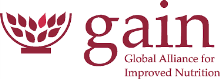 gain
Global Alliance for
Improved Nutrition